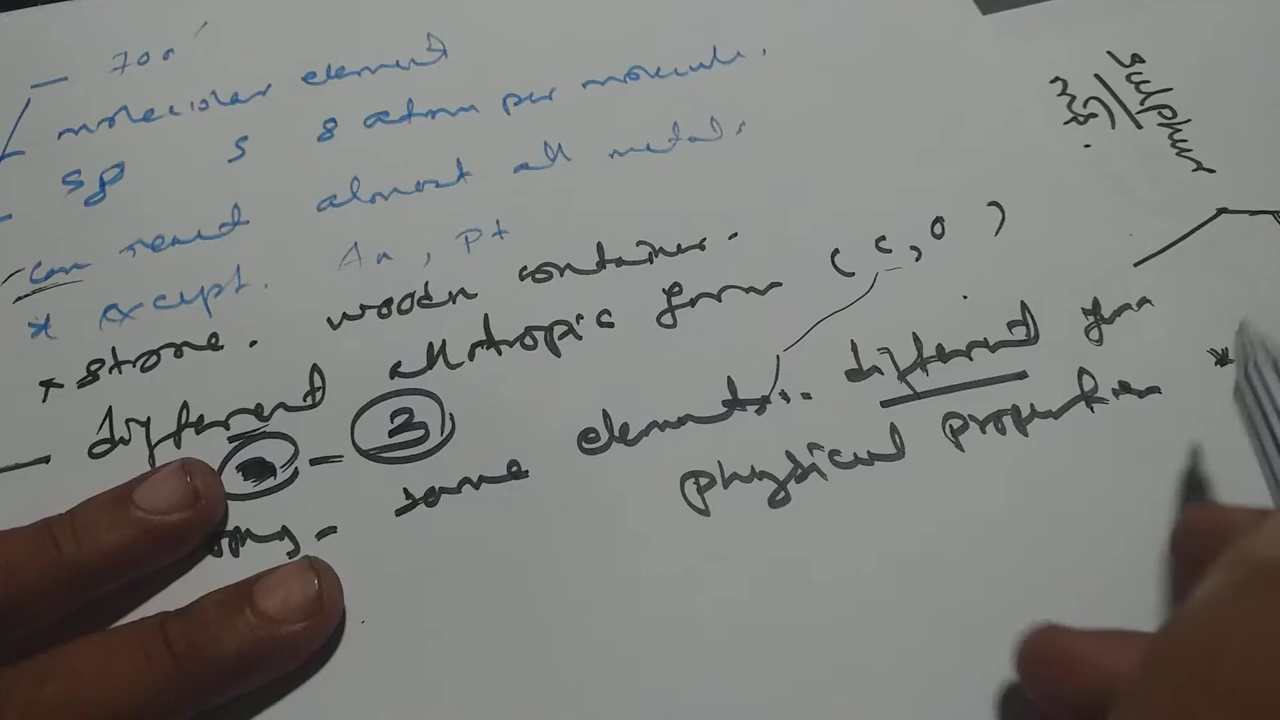 700
molecular element
S8 S 8 atom per molecule.
can react almost all metals
* except. Au, Pt
* stone. wooden container.
different allotropic form (C, O)
- 3
same elements.. different form
physical properties *
Sulphur